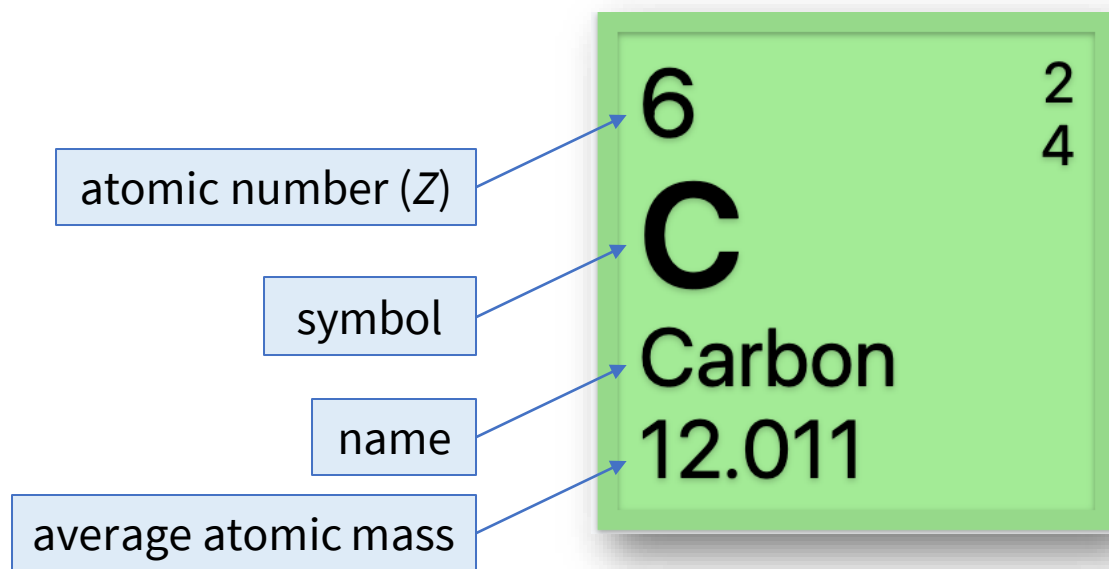 atomic number (Z)
symbol
name
average atomic mass
6
2
4
C
Carbon
12.011